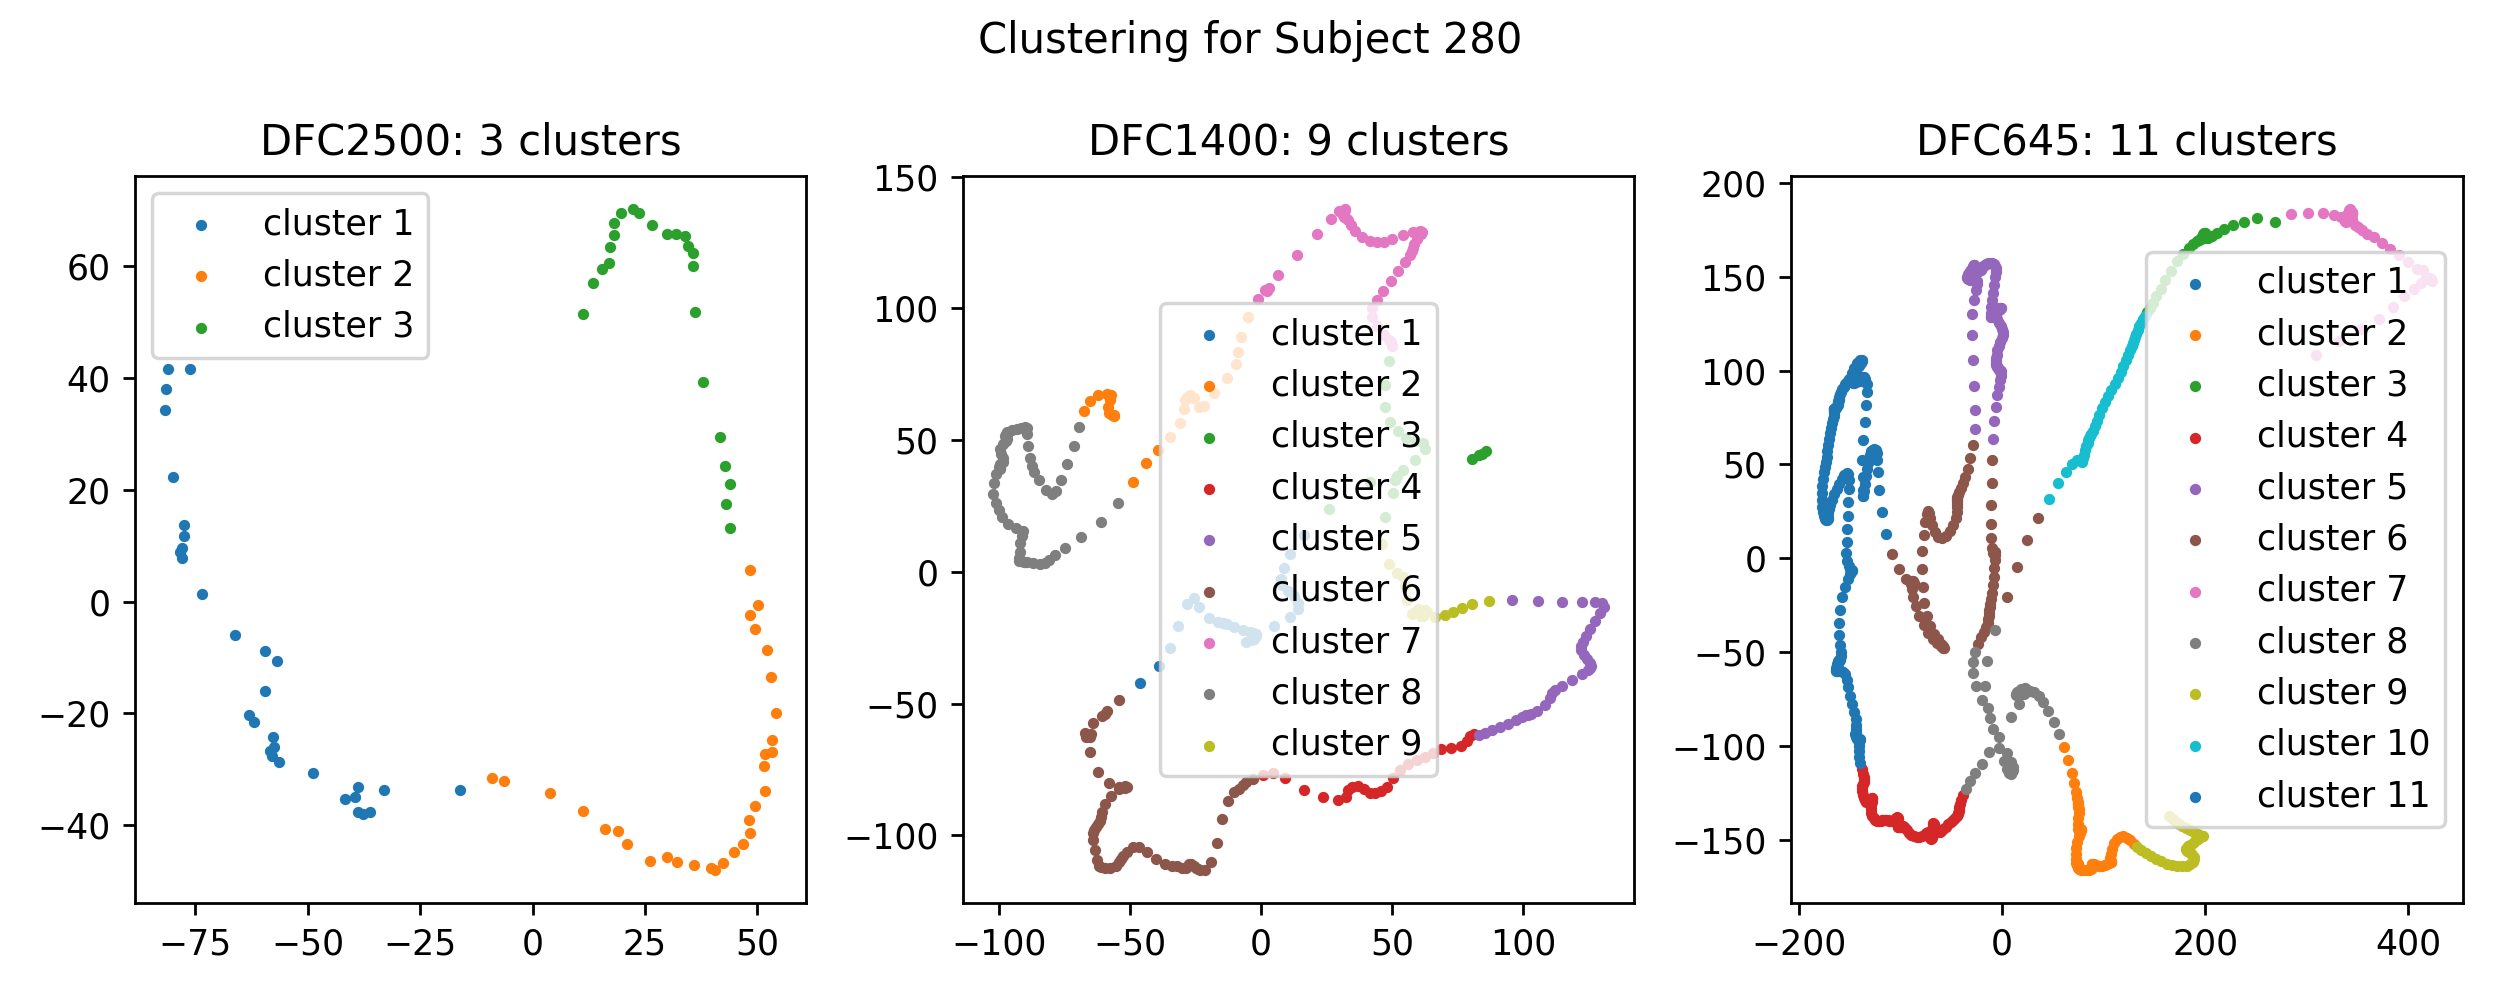 Clustering for Subject 280
DFC2500: 3 clusters
60
40
20
0
−20
−40
−75
−50
−25
0
25
50
cluster 1
cluster 2
cluster 3
DFC1400: 9 clusters
150
100
50
0
−50
−100
−100
−50
0
50
100
cluster 1
cluster 2
cluster 3
cluster 4
cluster 5
cluster 6
cluster 7
cluster 8
cluster 9
DFC645: 11 clusters
200
150
100
50
0
−50
−100
−150
−200
0
200
400
cluster 1
cluster 2
cluster 3
cluster 4
cluster 5
cluster 6
cluster 7
cluster 8
cluster 9
cluster 10
cluster 11